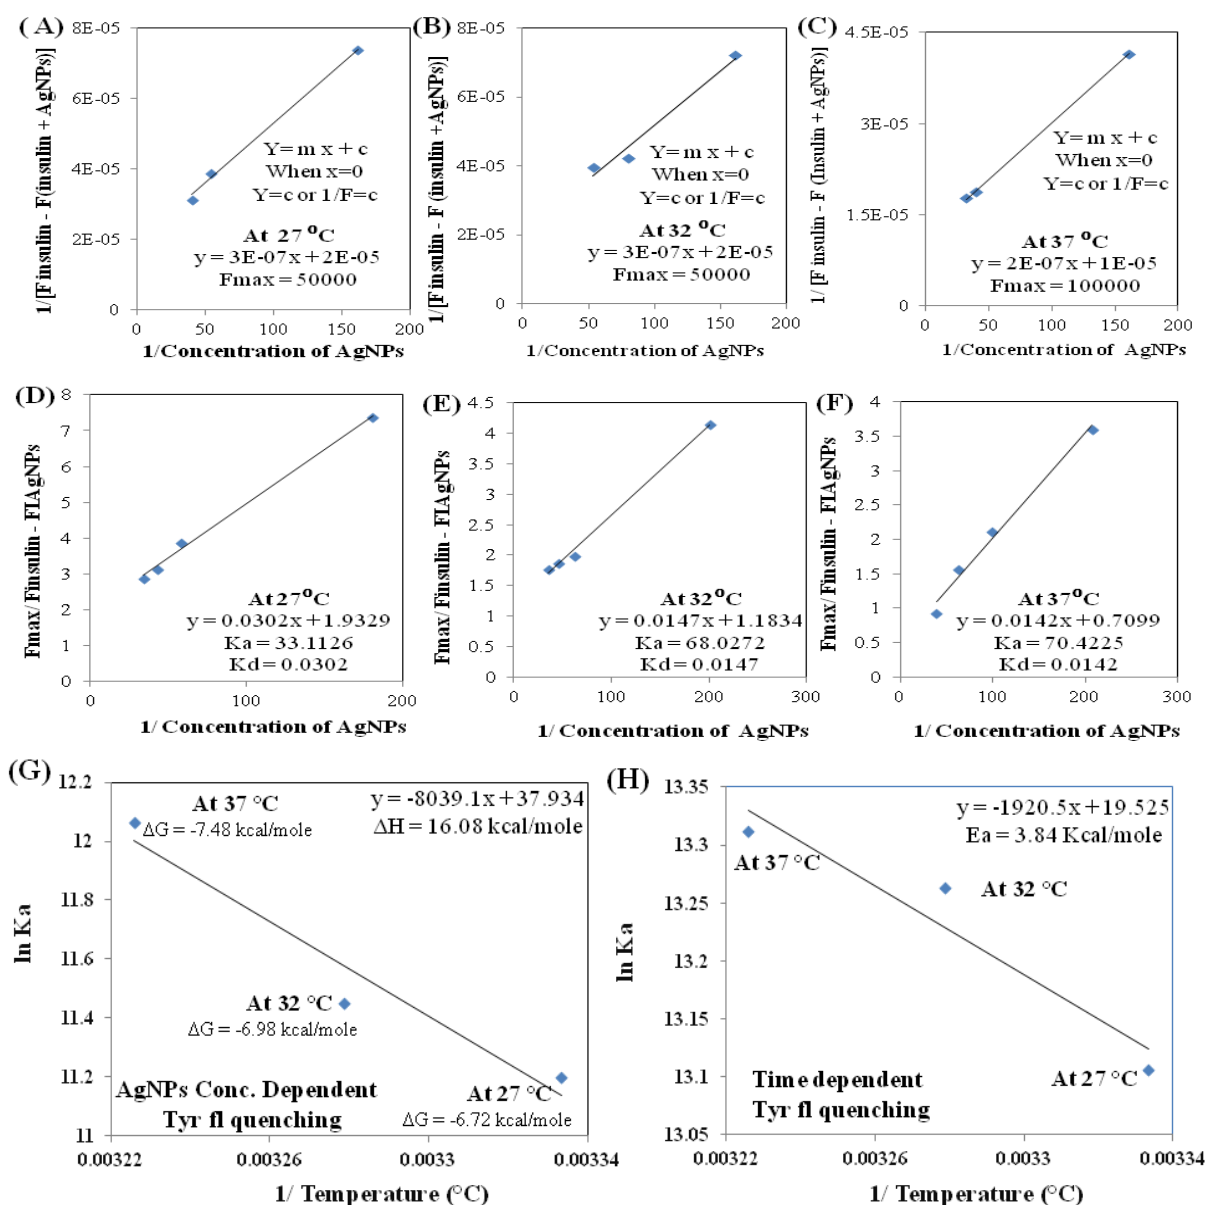 ( A)
1/[Finsulin - F(insulin + AgNPs)]
8E-05
6E-05
4E-05
2E-05
0
Y= m x + c
When x=0
Y=c or 1/F=c
At 27 °C
y = 3E-07x + 2E-05
Fmax = 50000
0 50 100 150 200
1/Concentration of AgNPs
(B)
1/[Finsulin - F (insulin +AgNPs)]
8E-05
6E-05
4E-05
2E-05
0
Y= m x + c
When x=0
Y=c or 1/F=c
At 32 °C
y = 3E-07x + 2E-05
Fmax = 50000
0 50 100 150 200
1/Concentration of AgNPs
(C)
1/ [F insulin - F (Insulin + AgNPs)]
4.5E-05
3E-05
1.5E-05
0
Y= m x + c
When x=0
Y=c or 1/F=c
At 37 °C
y = 2E-07x + 1E-05
Fmax = 100000
0 50 100 150 200
1/Concentration of AgNPs
(D)
Fmax/ Finsulin - FIAgNPs
8
7
6
5
4
3
2
1
0
At 27°C
y = 0.0302x + 1.9329
Ka = 33.1126
Kd = 0.0302
0 100 200
1/ Concentration of AgNPs
(E)
Fmax/ Finsulin - FIAgNPs
4.5
4
3.5
3
2.5
2
1.5
1
0.5
0
At 32°C
y = 0.0147x + 1.1834
Ka = 68.0272
Kd = 0.0147
0 100 200 300
1/ Concentration of AgNPs
(F)
Fmax/ Finsulin - FIAgNPs
4
3.5
3
2.5
2
1.5
1
0.5
0
At 37°C
y = 0.0142x + 0.7099
Ka = 70.4225
Kd = 0.0142
0 100 200 300
1/ Concentration of AgNPs
(G)
ln Ka
12.2
12
11.8
11.6
11.4
11.2
11
y = -8039.1x + 37.934
ΔH = 16.08 kcal/mole
At 37 °C
ΔG = -7.48 kcal/mole
At 32 °C
ΔG = -6.98 kcal/mole
At 27 °C
ΔG = -6.72 kcal/mole
AgNPs Conc. Dependent
Tyr fl quenching
0.00322 0.00326 0.0033 0.00334
1/ Temperature (°C)
(H)
ln Ka
13.35
13.3
13.25
13.2
13.15
13.1
13.05
y = -1920.5x + 19.525
Ea = 3.84 Kcal/mole
At 37 °C
At 32 °C
At 27 °C
Time dependent
Tyr fl quenching
0.00322 0.00326 0.0033 0.00334
1/ Temperature (°C)